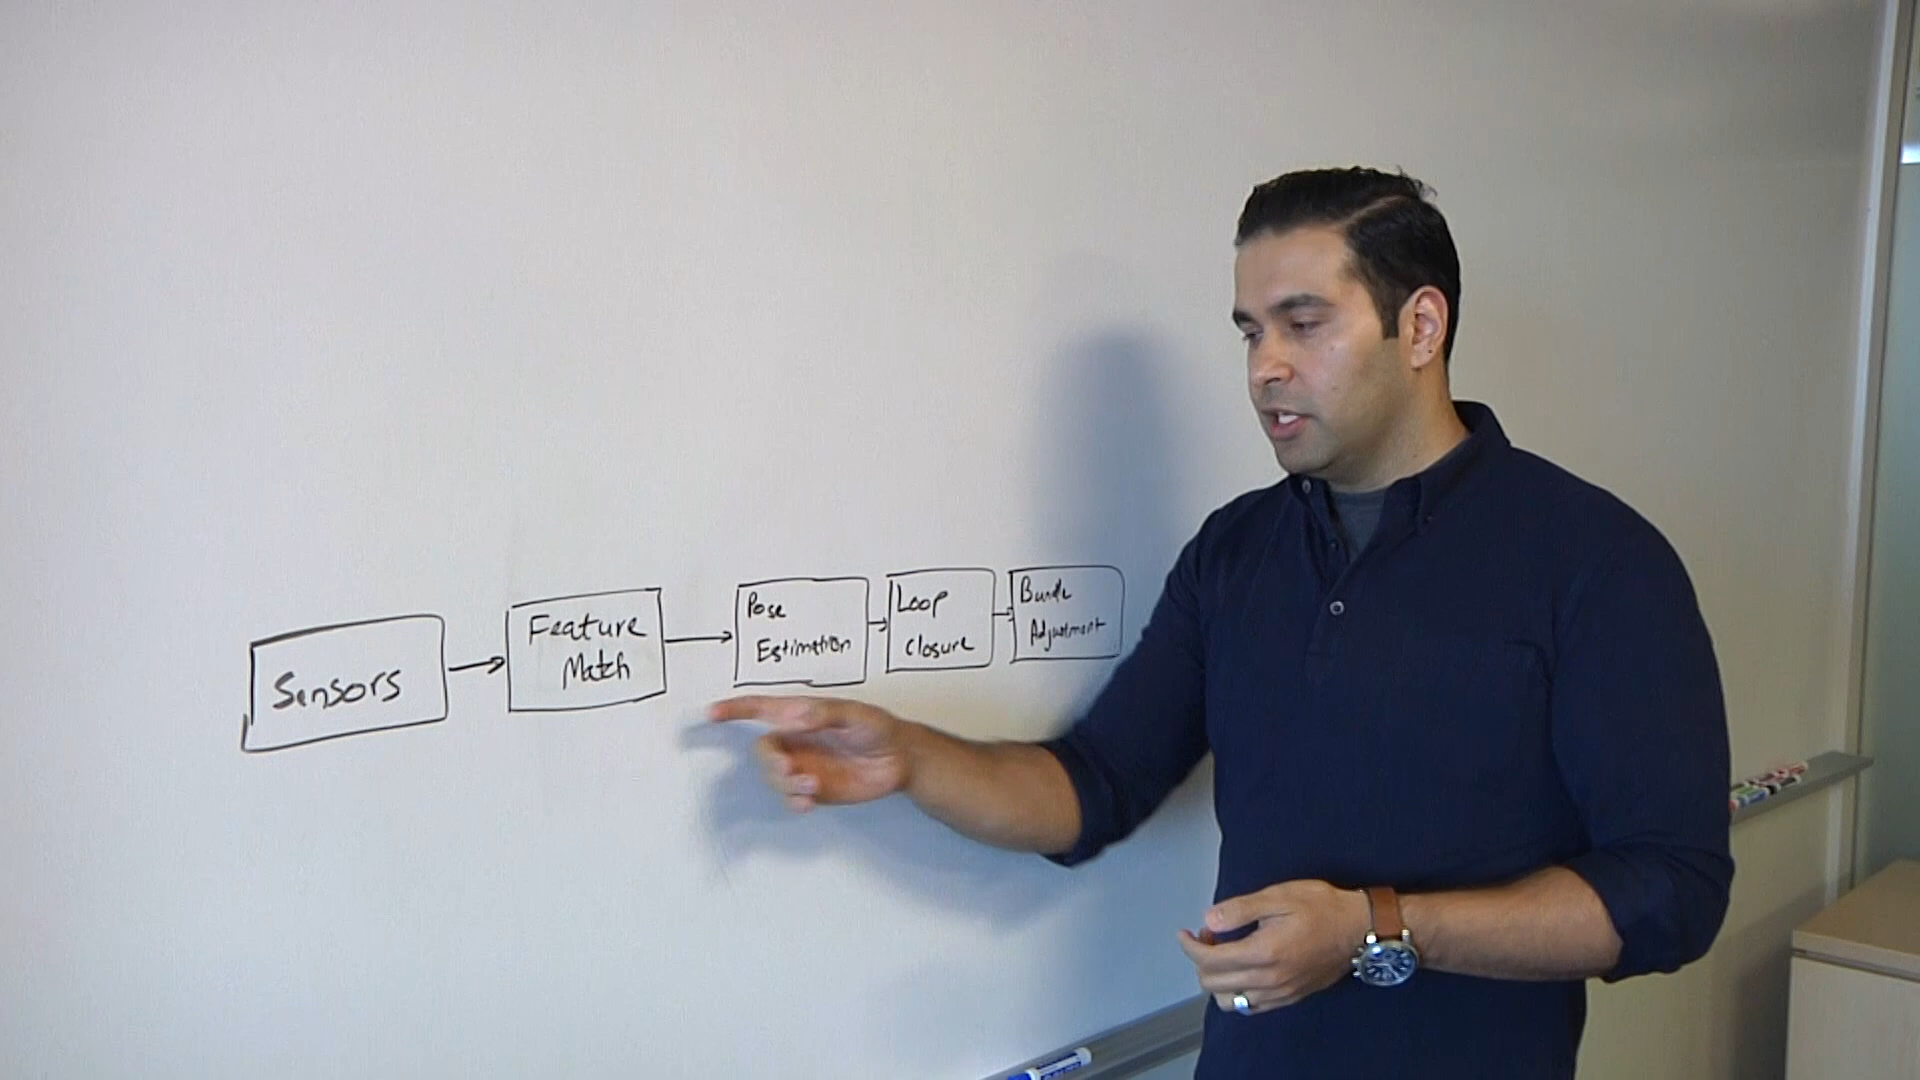 Sensors
Feature
Match
Pose
Estimation
Loop
Closure
Bundle
Adjustment